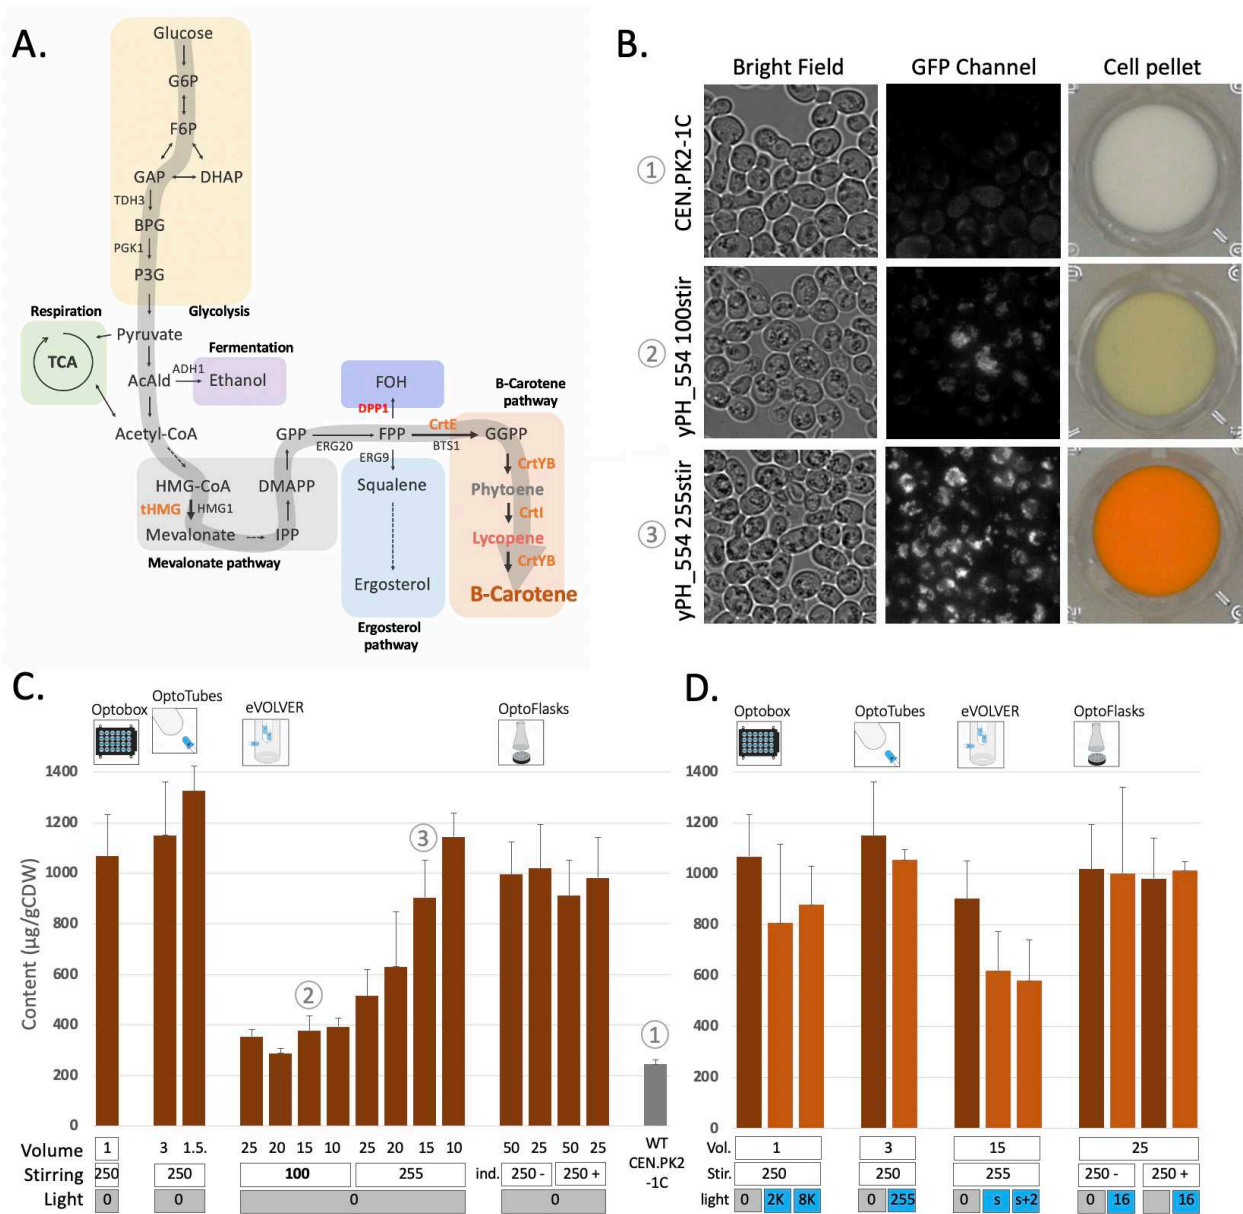 A.
Glucose
G6P
F6P
GAP
DHAP
TDH3
BPG
PGK1
P3G
Respiration
Glycolysis
Pyruvate
TCA
Fermentation
AcAld
ADH1
Ethanol
Acetyl-CoA
FOH
DPP1
B-Carotene
pathway
GPP
ERG20
FPP
CrtE
BTS1
GGPP
ERG9
CrtYB
HMG-CoA
DMAPP
Squalene
Phytoene
tHMG
HMG1
CrtI
Mevalonate
IPP
Lycopene
Mevalonate pathway
CrtYB
Ergosterol
B-Carotene
Ergosterol
pathway
B.
Bright Field
GFP Channel
Cell pellet
1
CEN.PK2-1C
2
yPH_554 100stir
3
yPH_554 255stir
C.
Optobox
OptoTubes
eVOLVER
OptoFlasks
Content (µg/gCDW)
1400
1200
1000
800
600
400
200
0
2
3
1
Volume 1 3 1.5. 25 20 15 10 25 20 15 10 50 25 50 25
Stirring 250 250 100 255 ind. 250 - 250 +
Light 0 0 0 0
WT
CEN.PK2
-1C
D.
Optobox
OptoTubes
eVOLVER
OptoFlasks
1400
1200
1000
800
600
400
200
0
Vol. 1 3 15 25
Stir. 250 250 255 250 - 250 +
light 0 2K 8K 0 255 0 s s+2 0 16 16